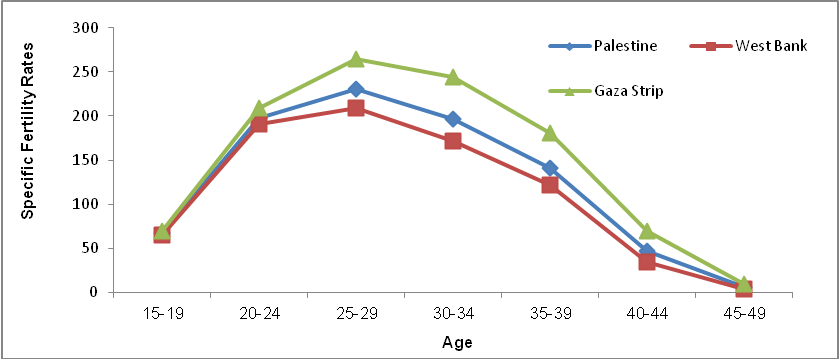 300
250
200
150
100
50
0
Specific Fertility Rates
Palestine
West Bank
Gaza Strip
15-19 20-24 25-29 30-34 35-39 40-44 45-49
Age